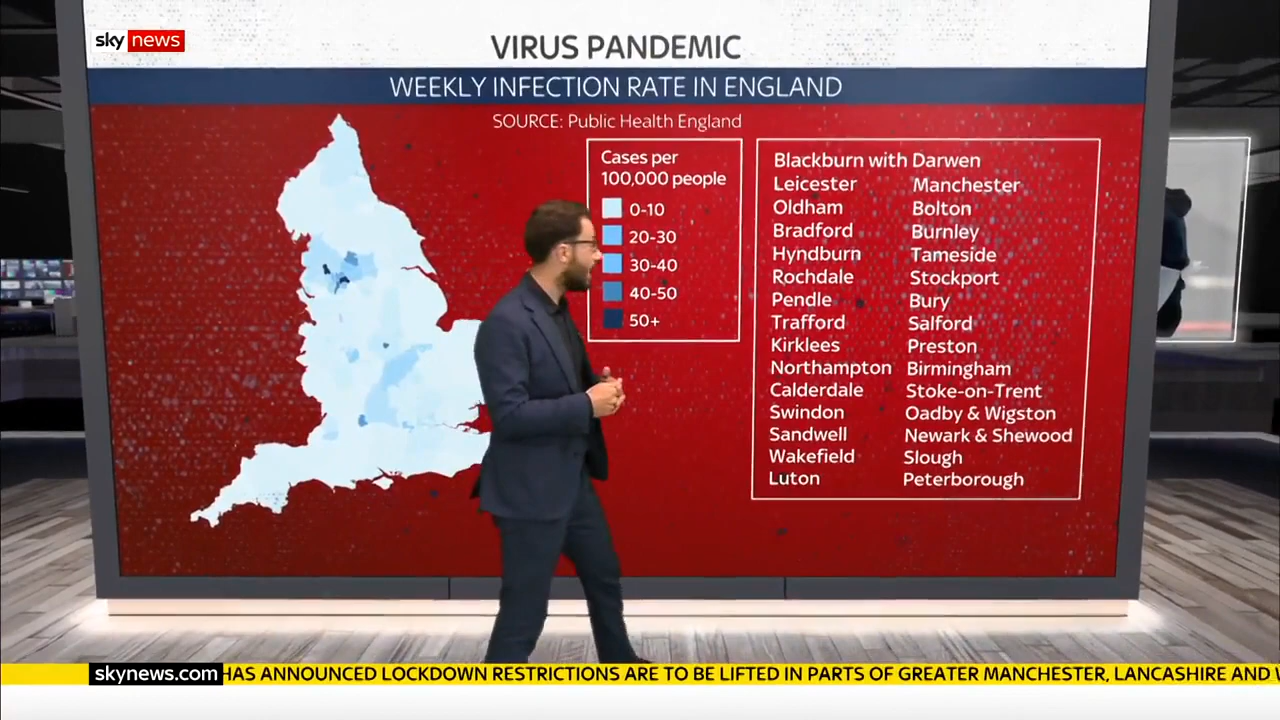 sky news
VIRUS PANDEMIC
WEEKLY INFECTION RATE IN ENGLAND
SOURCE: Public Health England
Cases per
100,000 people
0-10
20-30
30-40
40-50
50+
Blackburn with Darwen
Leicester Manchester
Oldham Bolton
Bradford Burnley
Hyndburn Tameside
Rochdale Stockport
Pendle Bury
Trafford Salford
Kirklees Preston
Northampton Birmingham
Calderdale Stoke-on-Trent
Swindon Oadby & Wigston
Sandwell Newark & Shewood
Wakefield Slough
Luton Peterborough
skynews.com HAS ANNOUNCED LOCKDOWN RESTRICTIONS ARE TO BE LIFTED IN PARTS OF GREATER MANCHESTER, LANCASHIRE AND